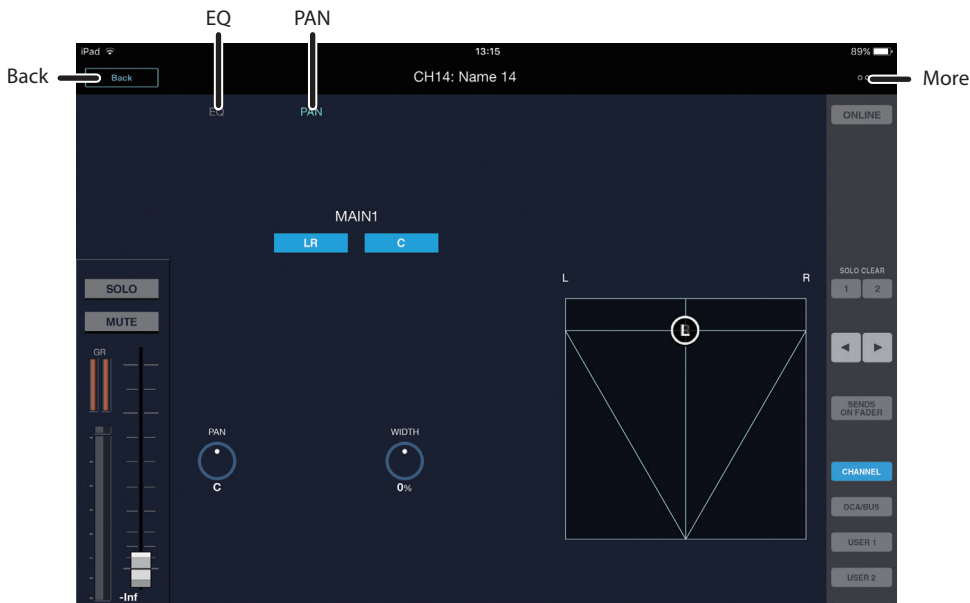 EQ PAN
iPad 13:15 89%
Back Back CH14: Name 14 More
EQ PAN ONLINE
MAIN1
LR C
L R SOLO CLEAR
SOLO 1 2
MUTE
GR
SENDS
ON FADER
PAN WIDTH
C 0%
CHANNEL
DCA/BUS
USER 1
USER 2
-Inf